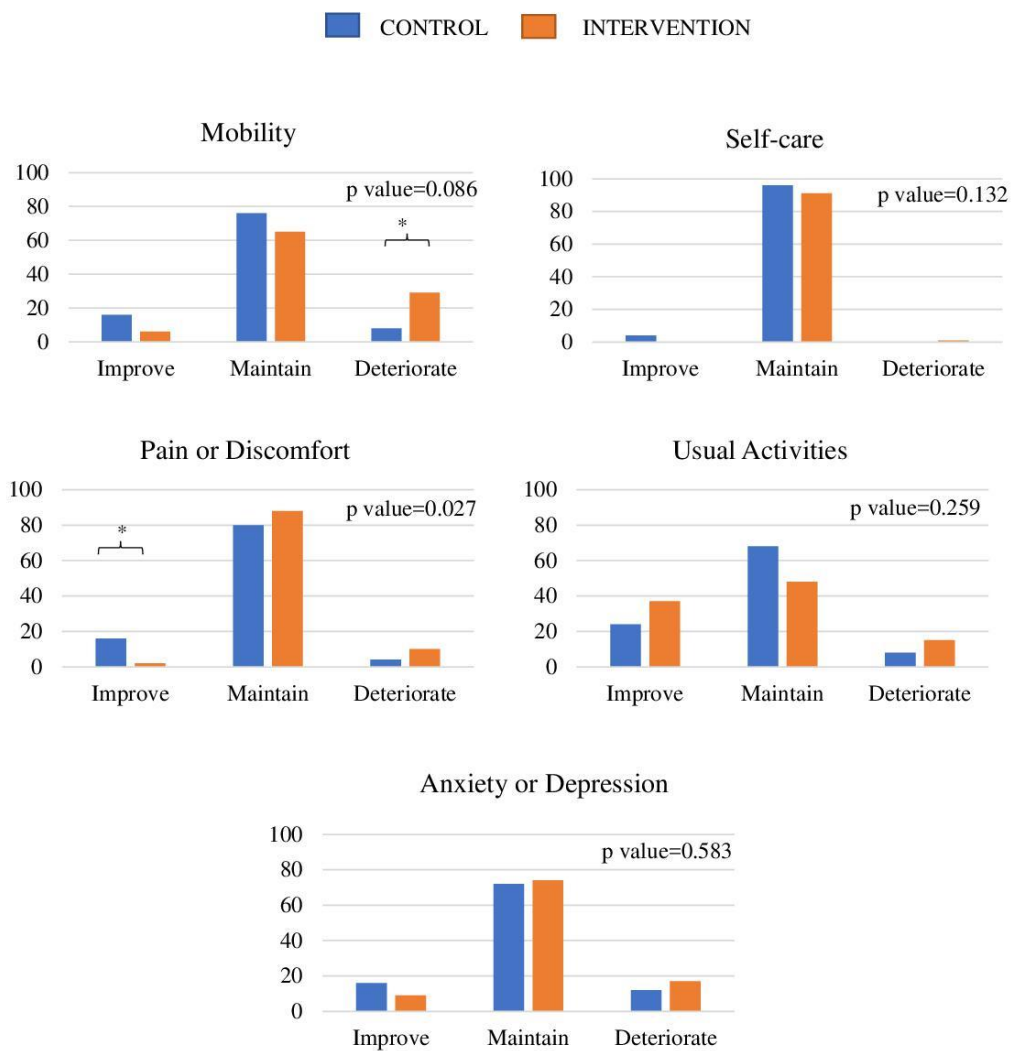 CONTROL INTERVENTION
Mobility
p value=0.086
*
100
80
60
40
20
0
Improve Maintain Deteriorate
Self-care
p value=0.132
100
80
60
40
20
0
Improve Maintain Deteriorate
Pain or Discomfort
p value=0.027
*
100
80
60
40
20
0
Improve Maintain Deteriorate
Usual Activities
p value=0.259
100
80
60
40
20
0
Improve Maintain Deteriorate
Anxiety or Depression
p value=0.583
100
80
60
40
20
0
Improve Maintain Deteriorate